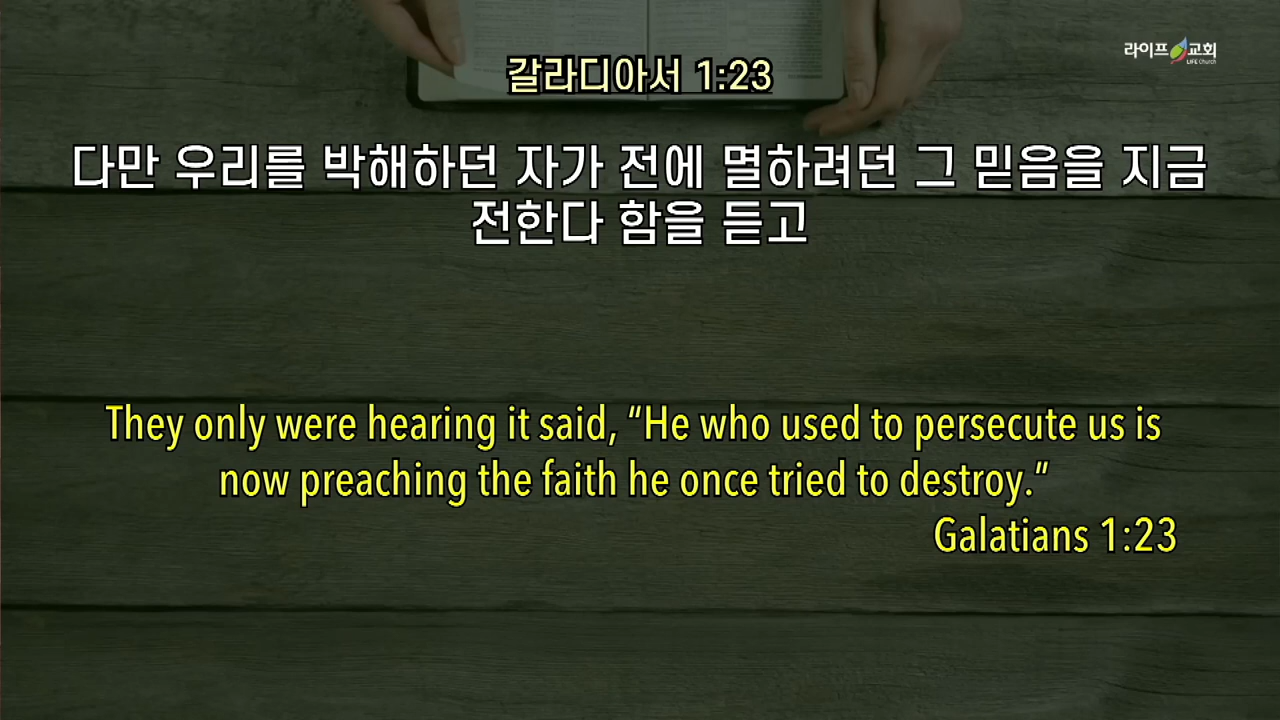 라이프 교회
LIFE Church
갈라디아서 1:23
다만 우리를 박해하던 자가 전에 멸하려던 그 믿음을 지금
전한다 함을 듣고
They only were hearing it said, “He who used to persecute us is
now preaching the faith he once tried to destroy.”
Galatians 1:23